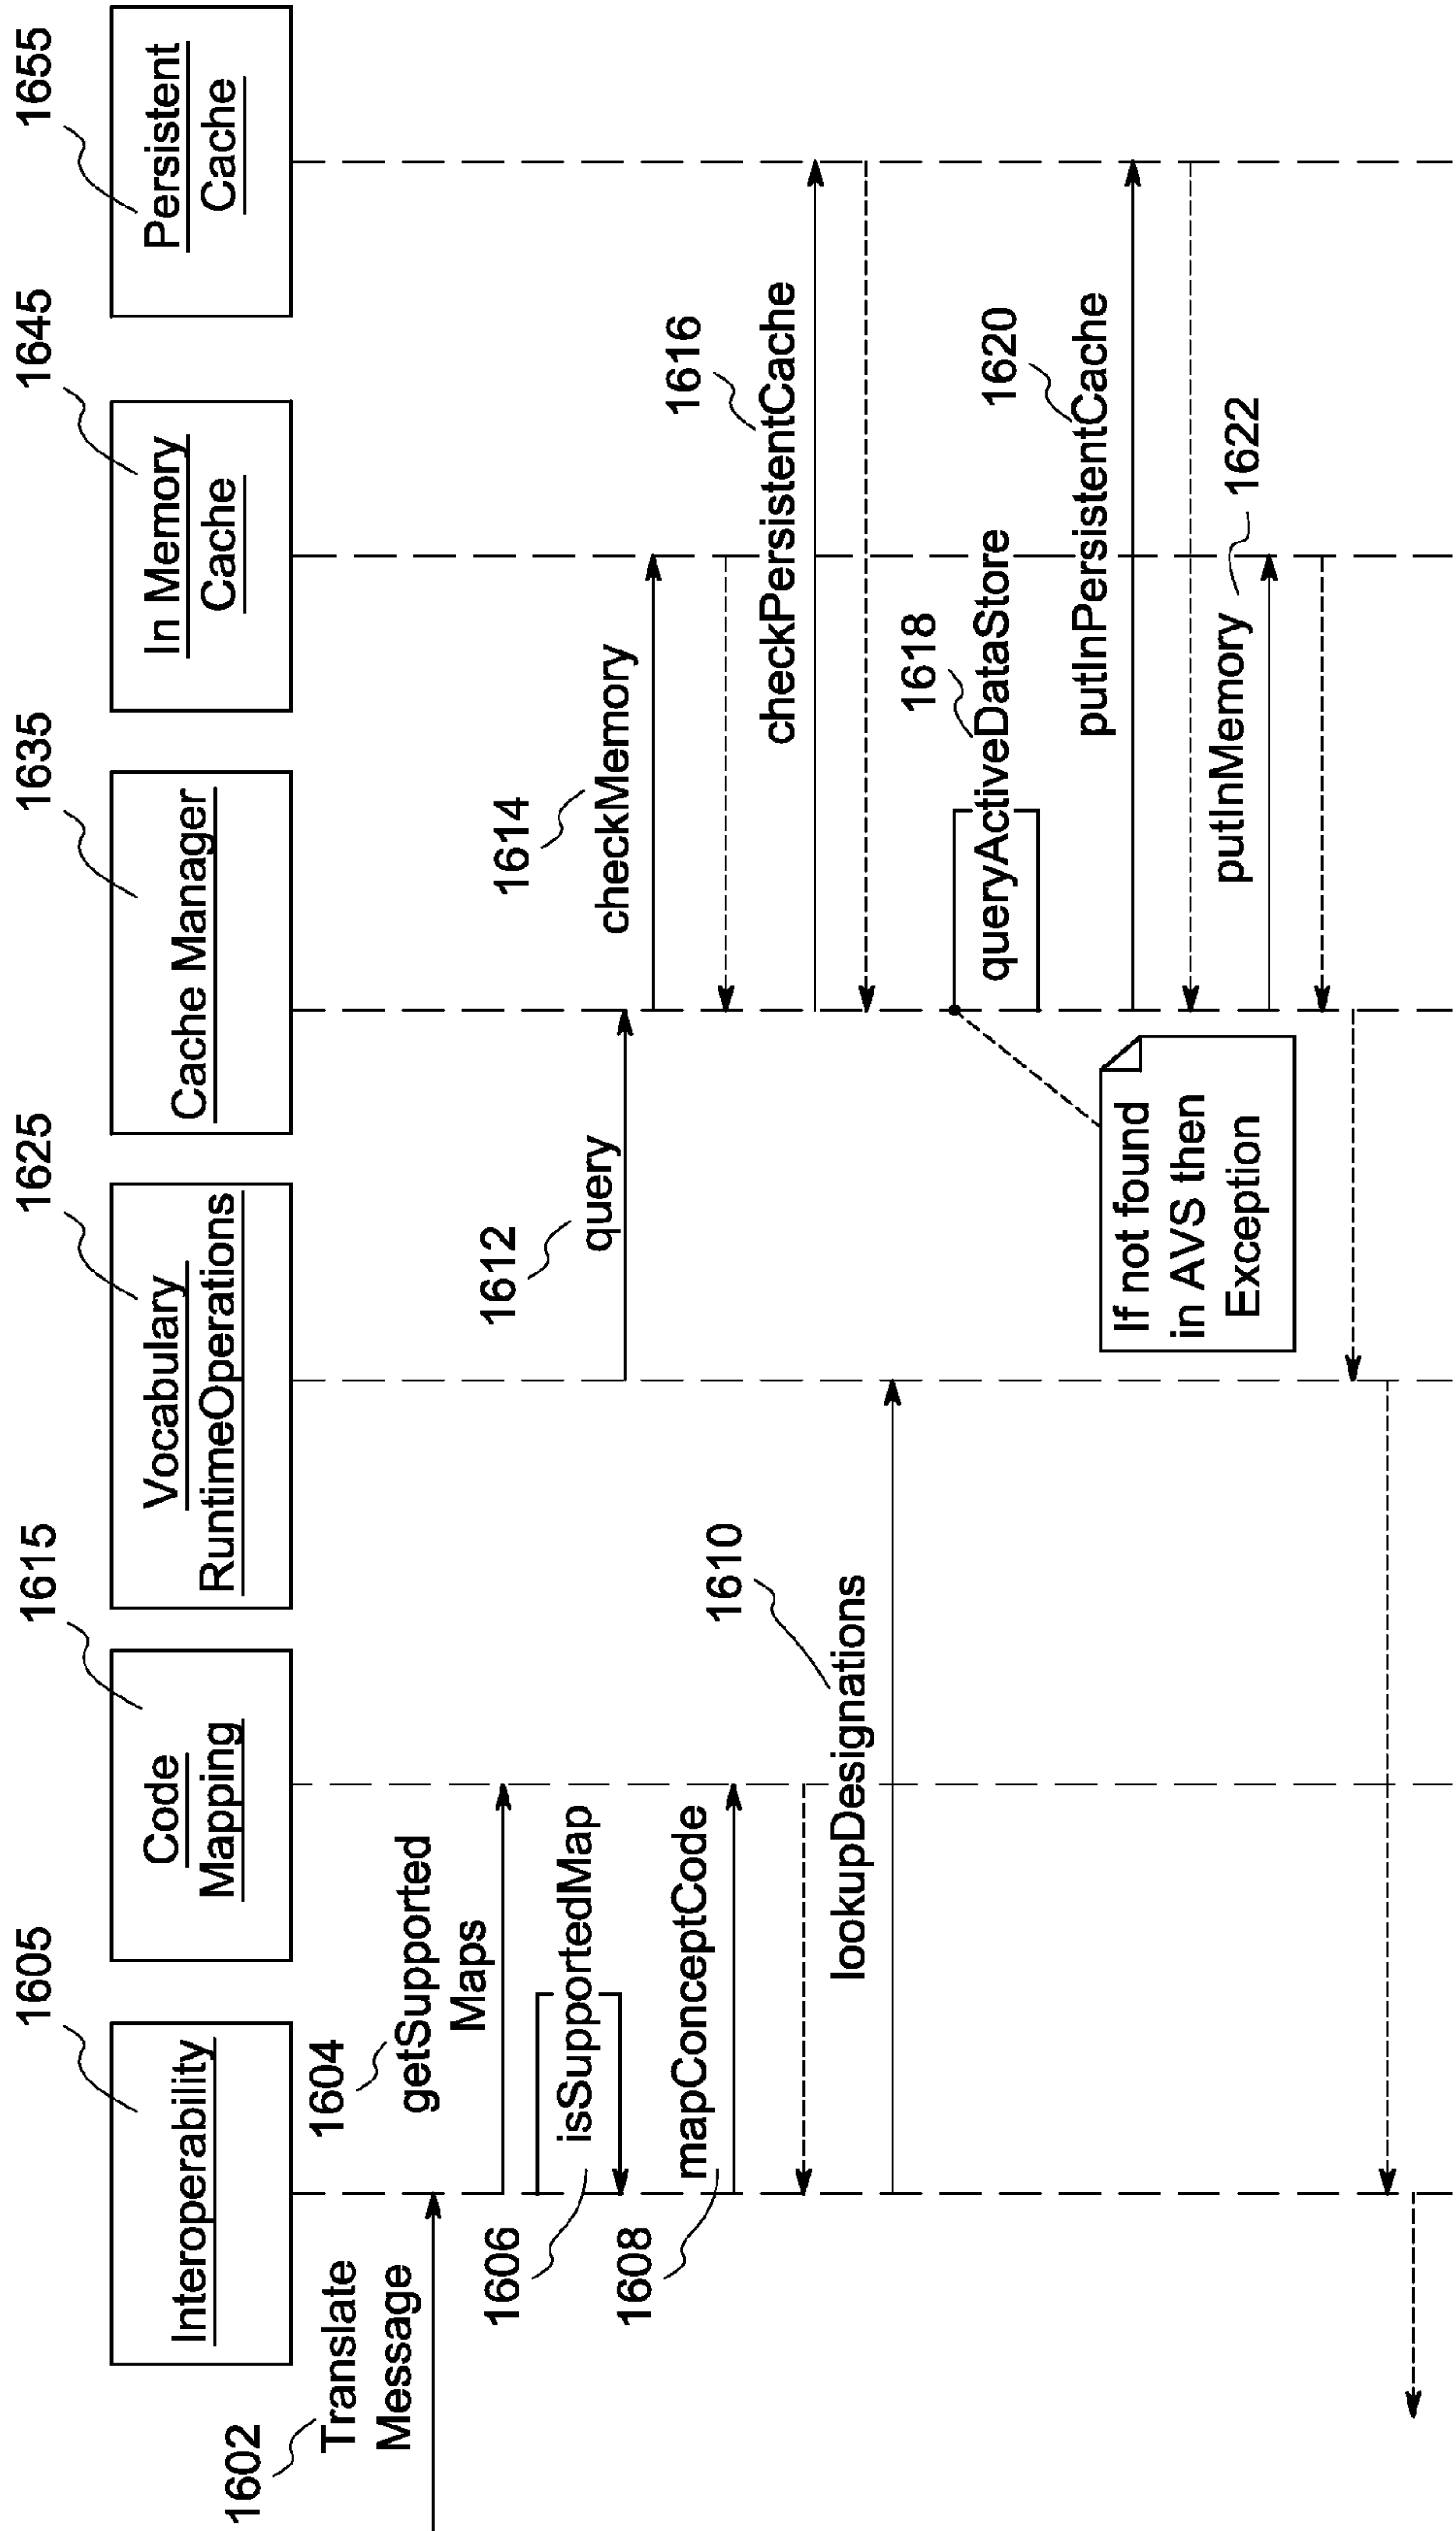 1605
1615
1625
1635
1645
1655
Interoperability
Code
Mapping
Vocabulary
RuntimeOperations
Cache Manager
In Memory
Cache
Persistent
Cache
1602
Translate
Message
1604
getSupported
Maps
1606
isSupportedMap
1608
mapConceptCode
1610
lookupDesignations
1612
query
1614
checkMemory
1616
checkPersistentCache
1618
queryActiveDataStore
If not found
in AVS then
Exception
1620
putInPersistentCache
putInMemory
1622